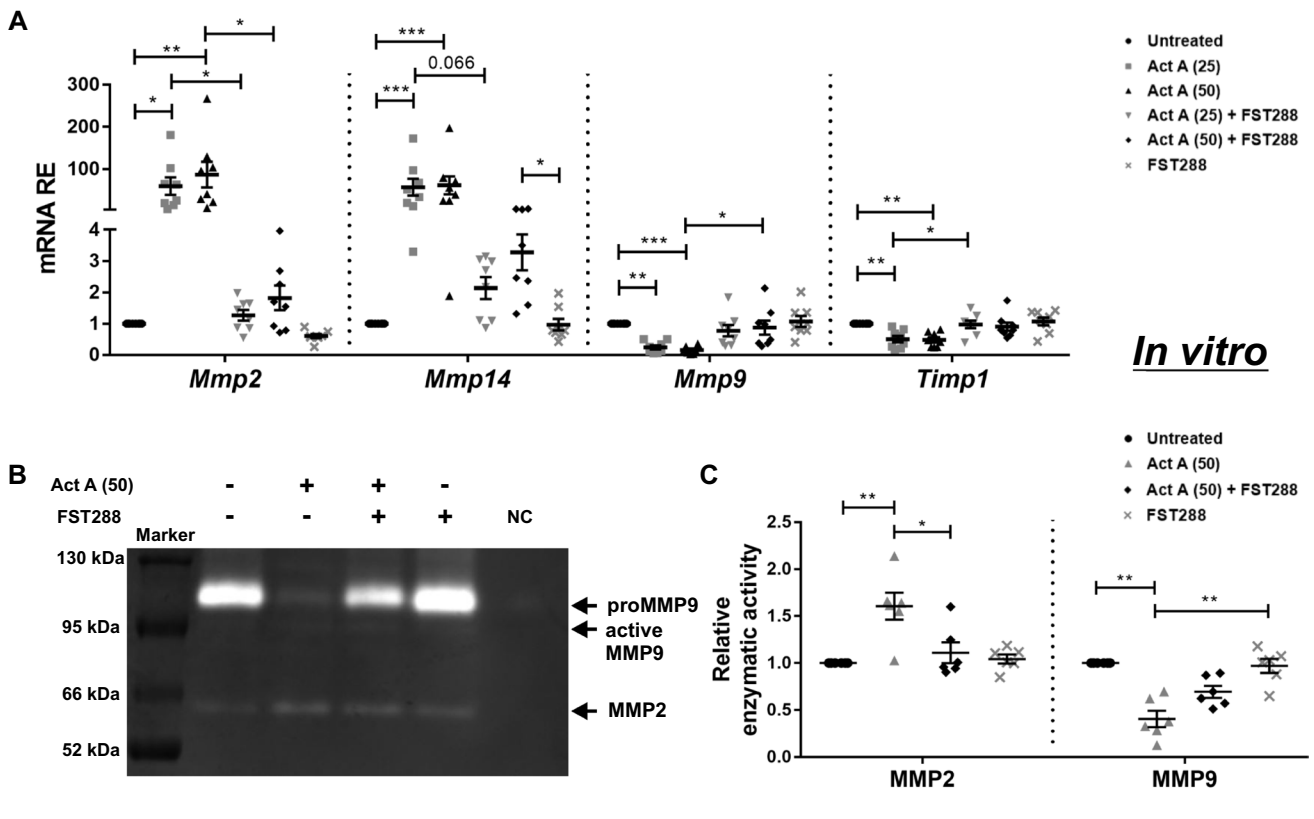 A
*
**
*
*
***
0.066
***
*
***
**
*
**
*
**
300
200
100
4
3
2
1
0
mRNA RE
Mmp2
Mmp14
Mmp9
Timp1
Untreated
Act A (25)
Act A (50)
Act A (25) + FST288
Act A (50) + FST288
FST288
In vitro
B
Act A (50) - + + -
FST288 - - + + NC
Marker
130 kDa
95 kDa
66 kDa
52 kDa
proMMP9
active
MMP9
MMP2
C
Untreated
Act A (50)
Act A (50) + FST288
FST288
**
*
**
**
2.5
2.0
1.5
1.0
0.5
0.0
Relative
enzymatic activity
MMP2
MMP9